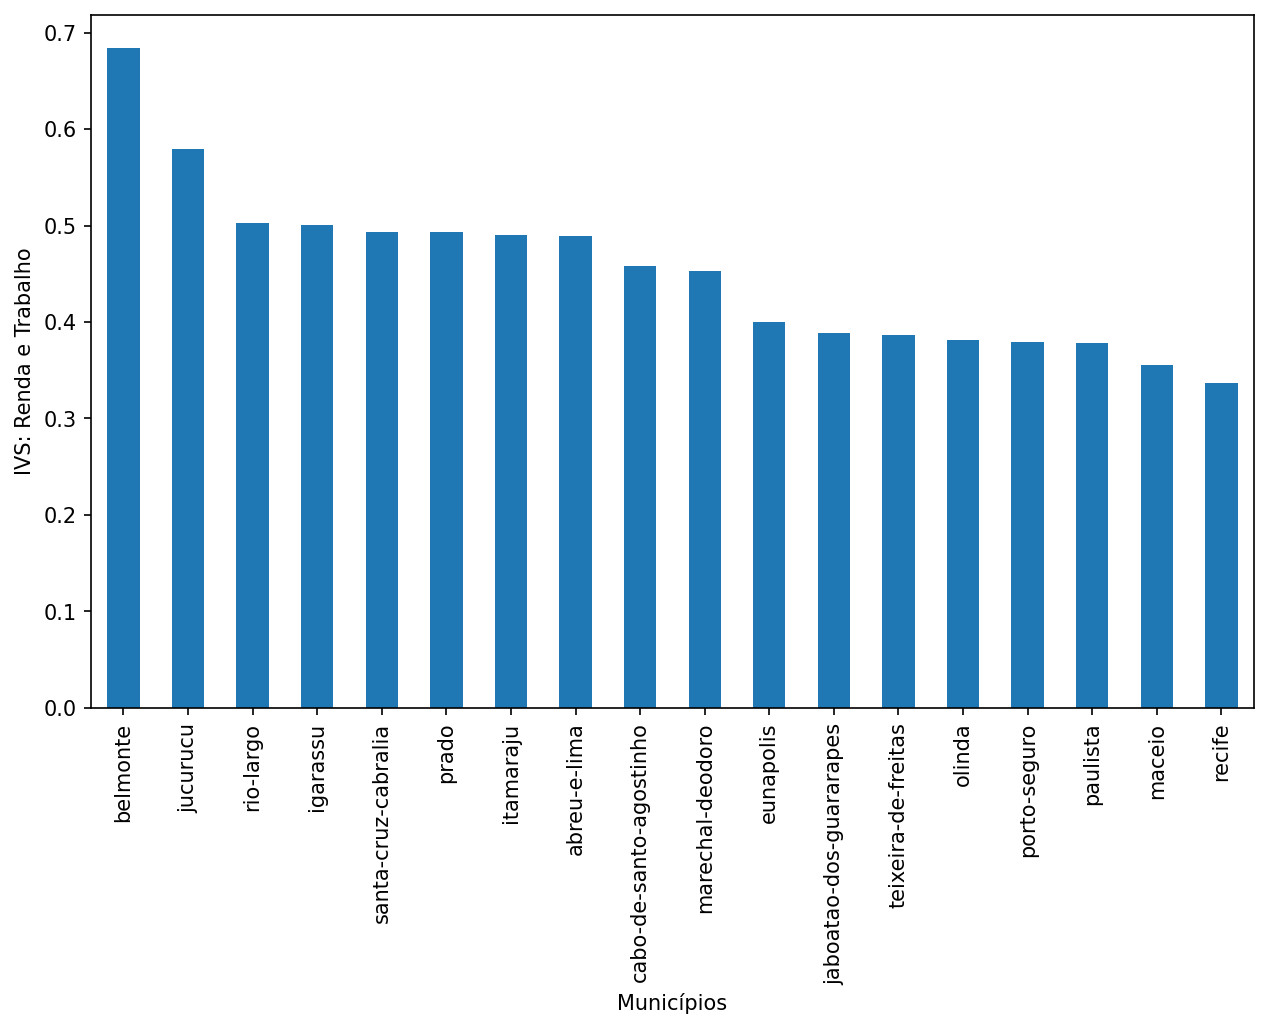 0.7
0.6
0.5
0.4
0.3
0.2
0.1
0.0
IVS: Renda e Trabalho
belmonte
jucurucu
rio-largo
igarassu
santa-cruz-cabralia
prado
itamaraju
abreu-e-lima
cabo-de-santo-agostinho
marechal-deodoro
eunapolis
jaboatao-dos-guararapes
teixeira-de-freitas
olinda
porto-seguro
paulista
maceio
recife
Municípios